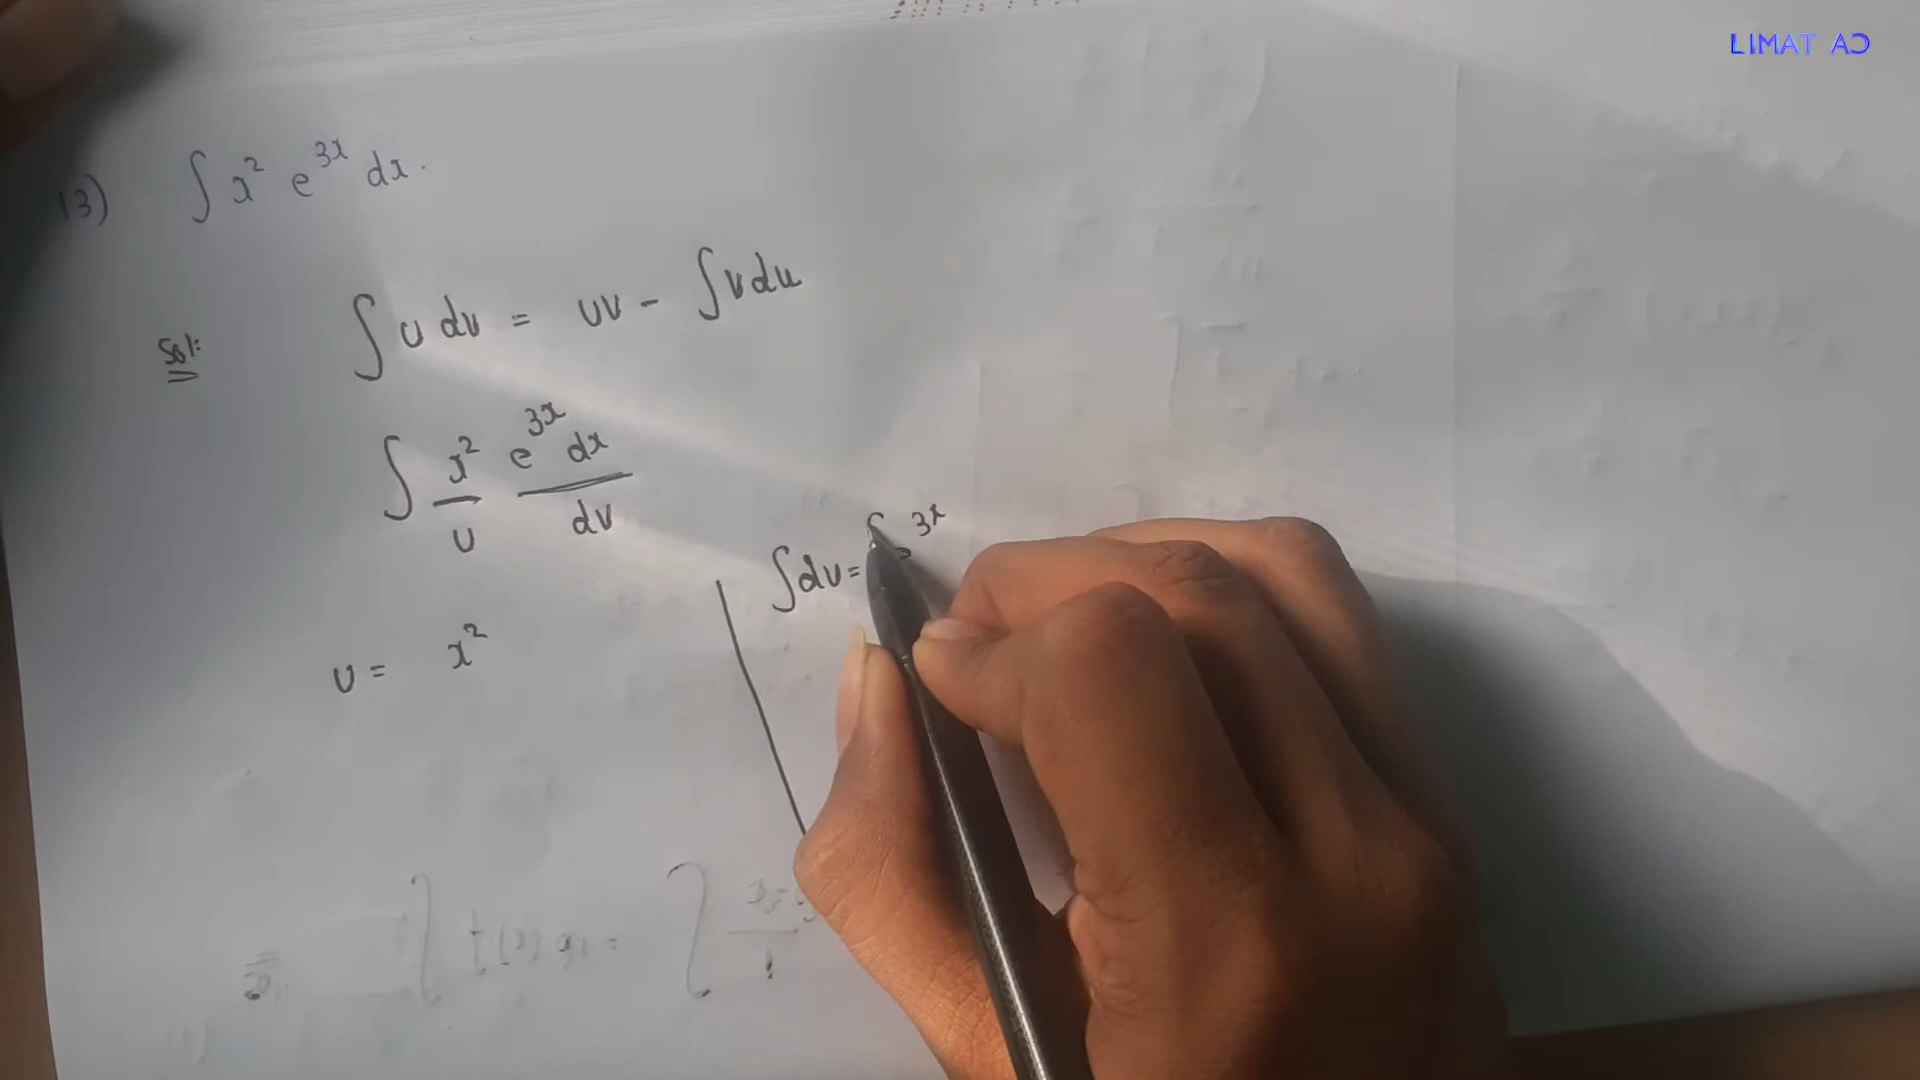 LIMAT AD
13) ∫ x² e^{3x} dx.
Sol: ∫ u dv = uv - ∫ v du
∫ x² e^{3x} dx
u dv
u = x²
∫ dv = ∫ e^{3x}